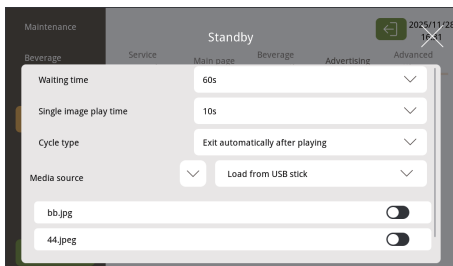 Maintenance
2025/11/28
Standby
16:31
Beverage
Service
Main page
Beverage
Advertising
Advanced
Waiting time
60s
Single image play time
10s
Cycle type
Exit automatically after playing
Media source
Load from USB stick
bb.jpg
44.jpeg